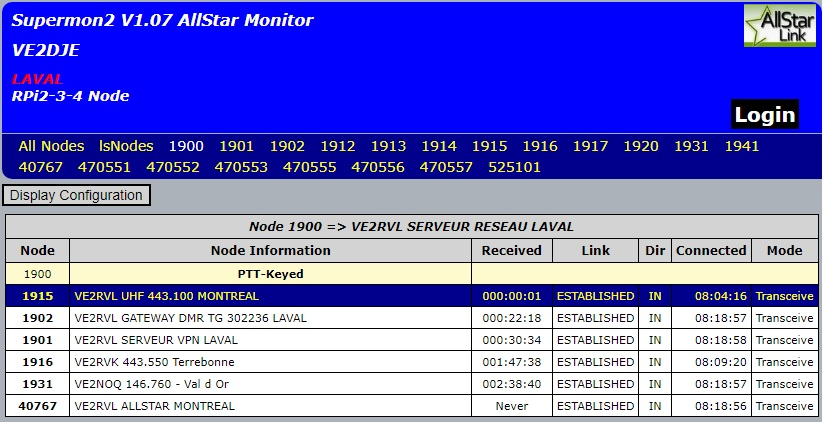 Supermon2 V1.07 AllStar Monitor
AllStar
Link
VE2DJE
LAVAL
RPi2-3-4 Node
Login
All Nodes lsNodes 1900 1901 1902 1912 1913 1914 1915 1916 1917 1920 1931 1941
40767 470551 470552 470553 470555 470556 470557 525101
Display Configuration
Node 1900 => VE2RVL SERVEUR RESEAU LAVAL
Node Node Information Received Link Dir Connected Mode
1900 PTT-Keyed
1915 VE2RVL UHF 443.100 MONTREAL 000:00:01 ESTABLISHED IN 08:04:16 Transceive
1902 VE2RVL GATEWAY DMR TG 302236 LAVAL 000:22:18 ESTABLISHED IN 08:18:57 Transceive
1901 VE2RVL SERVEUR VPN LAVAL 000:30:34 ESTABLISHED IN 08:18:58 Transceive
1916 VE2RVK 443.550 Terrebonne 001:47:38 ESTABLISHED IN 08:09:20 Transceive
1931 VE2NOQ 146.760 - Val d Or 002:38:40 ESTABLISHED IN 08:18:57 Transceive
40767 VE2RVL ALLSTAR MONTREAL Never ESTABLISHED IN 08:18:56 Transceive